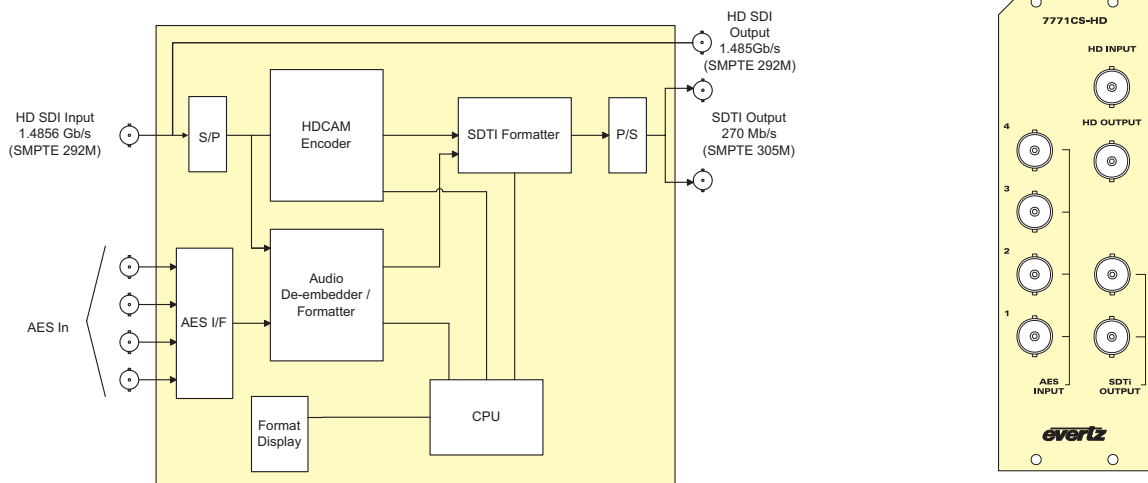 HD SDI
Output
1.485Gb/s
(SMPTE 292M)
HD SDI Input
1.4856 Gb/s
(SMPTE 292M)
S/P
HDCAM
Encoder
SDTI Formatter
P/S
SDTI Output
270 Mb/s
(SMPTE 305M)
AES In
AES I/F
Audio
De-embedder /
Formatter
Format
Display
CPU
7771CS-HD
HD INPUT
HD OUTPUT
4
3
2
1
AES
INPUT
SDTi
OUTPUT
evertz